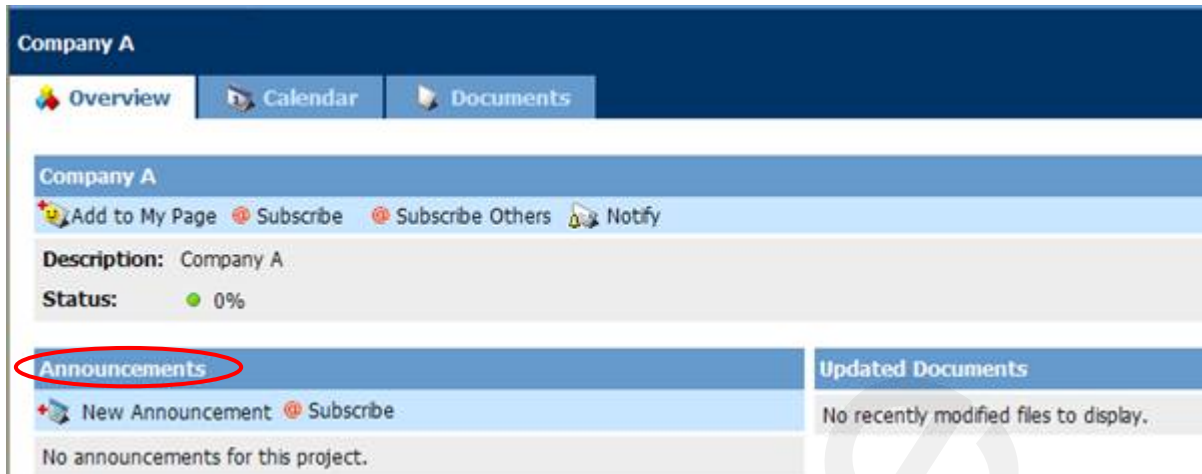 Company A
Overview Calendar Documents
Company A
Add to My Page @ Subscribe @ Subscribe Others Notify
Description: Company A
Status: 0%
Announcements
New Announcement @ Subscribe
No announcements for this project.
Updated Documents
No recently modified files to display.